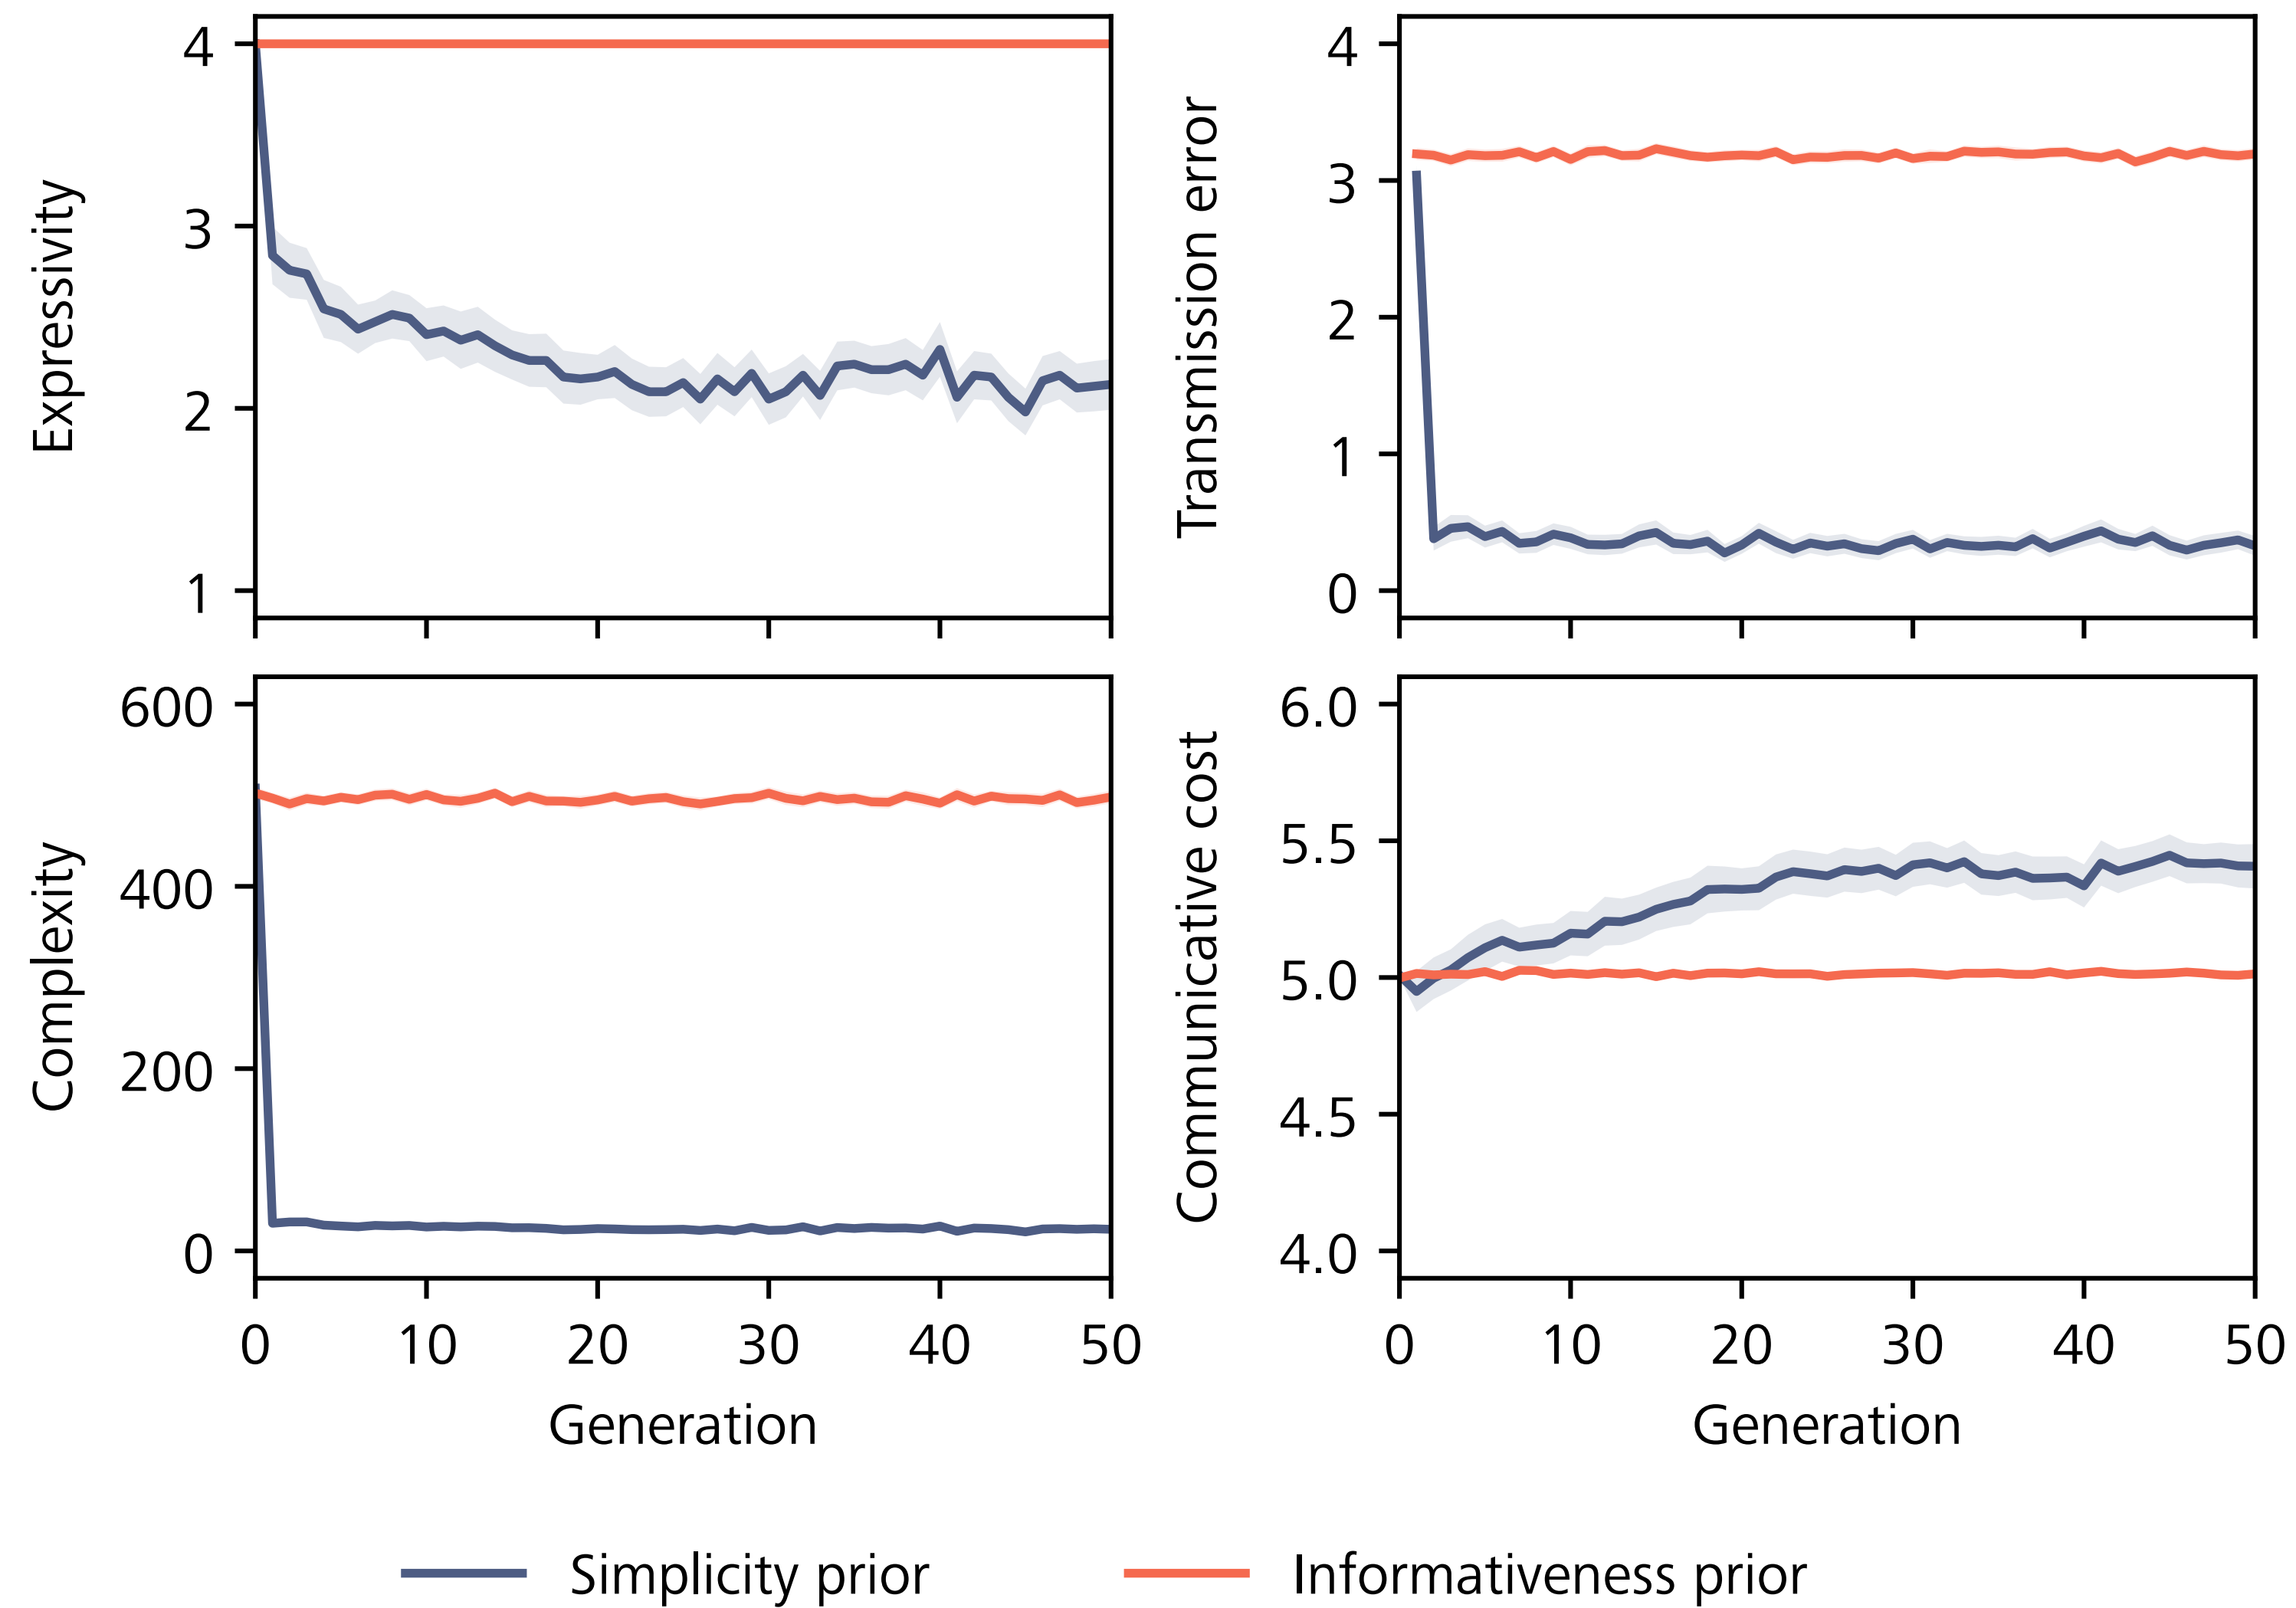 Expressivity
4
3
2
1
Transmission error
4
3
2
1
0
Complexity
600
400
200
0
0 10 20 30 40 50
Generation
Communicative cost
6.0
5.5
5.0
4.5
4.0
0 10 20 30 40 50
Generation
Simplicity prior
Informativeness prior